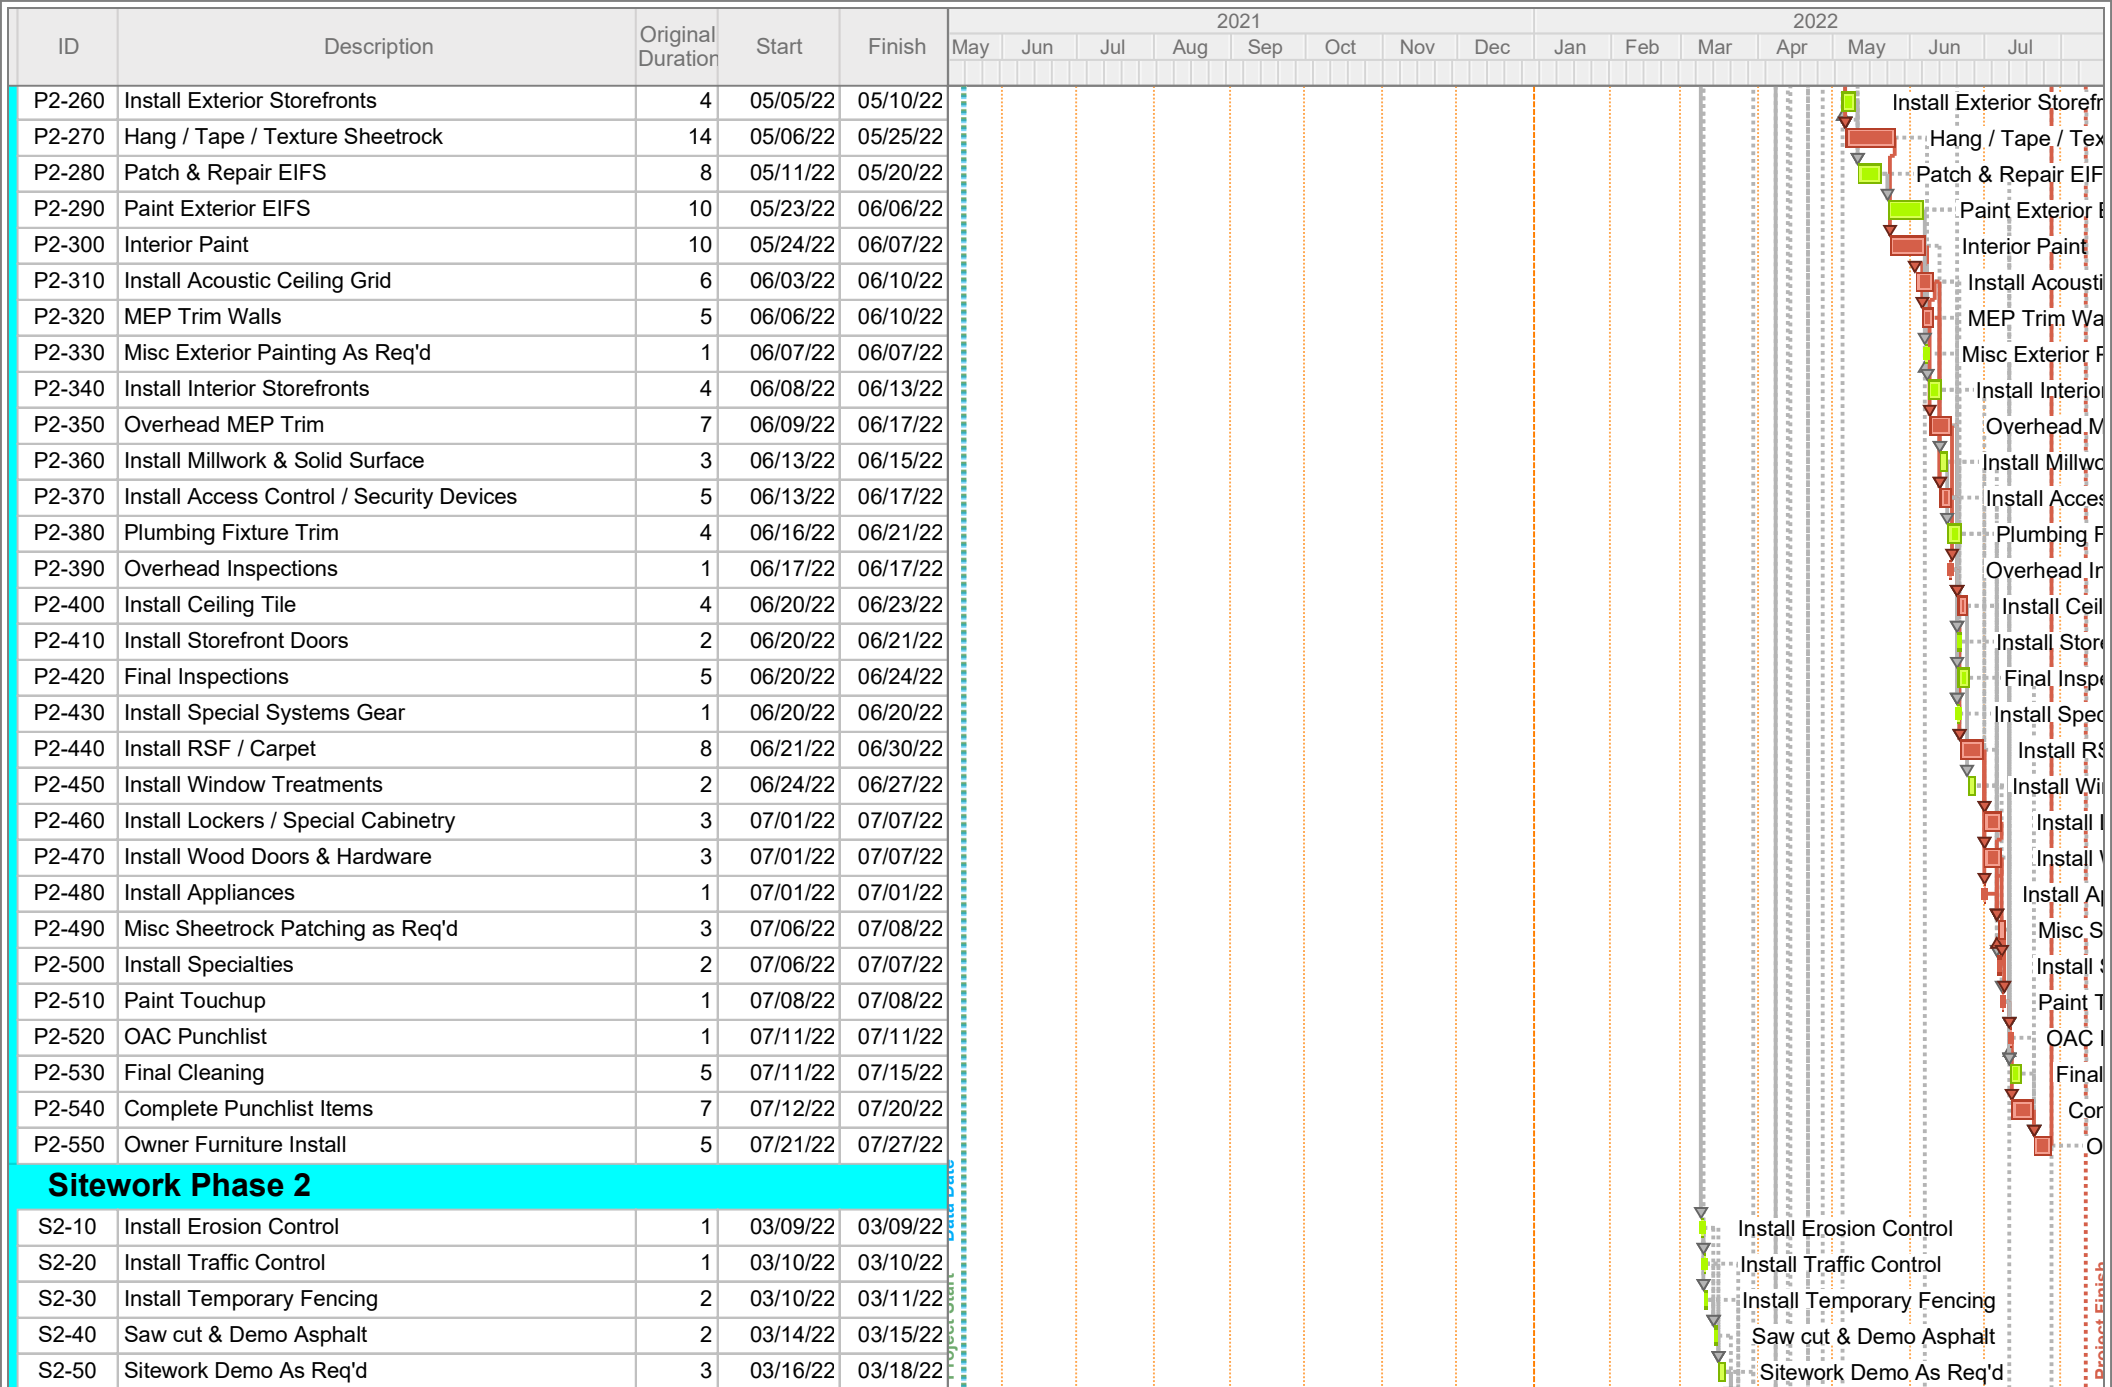 2021 2022
ID Description Original Duration Start Finish May Jun Jul Aug Sep Oct Nov Dec Jan Feb Mar Apr May Jun Jul
P2-260 Install Exterior Storefronts 4 05/05/22 05/10/22 Install Exterior
P2-270 Hang / Tape / Texture Sheetrock 14 05/06/22 05/25/22 Hang / Tape /
P2-280 Patch & Repair EIFS 8 05/11/22 05/20/22 Patch & Repair
P2-290 Paint Exterior EIFS 10 05/23/22 06/06/22 Paint Exterior
P2-300 Interior Paint 10 05/24/22 06/07/22 Interior Paint
P2-310 Install Acoustic Ceiling Grid 6 06/03/22 06/10/22 Install
P2-320 MEP Trim Walls 5 06/06/22 06/10/22 MEP Trim
P2-330 Misc Exterior Painting As Req'd 1 06/07/22 06/07/22 Misc Exterior
P2-340 Install Interior Storefronts 4 06/08/22 06/13/22 Install Interior
P2-350 Overhead MEP Trim 7 06/09/22 06/17/22 Overhead
P2-360 Install Millwork & Solid Surface 3 06/13/22 06/15/22 Install
P2-370 Install Access Control / Security Devices 5 06/13/22 06/17/22 Install
P2-380 Plumbing Fixture Trim 4 06/16/22 06/21/22 Plumbing
P2-390 Overhead Inspections 1 06/17/22 06/17/22 Overhead
P2-400 Install Ceiling Tile 4 06/20/22 06/23/22 Install
P2-410 Install Storefront Doors 2 06/20/22 06/21/22 Install
P2-420 Final Inspections 5 06/20/22 06/24/22 Final
P2-430 Install Special Systems Gear 1 06/20/22 06/20/22 Install
P2-440 Install RSF / Carpet 8 06/21/22 06/30/22 Install
P2-450 Install Window Treatments 2 06/24/22 06/27/22 Install
P2-460 Install Lockers / Special Cabinetry 3 07/01/22 07/07/22 Install
P2-470 Install Wood Doors & Hardware 3 07/01/22 07/07/22 Install
P2-480 Install Appliances 1 07/01/22 07/01/22 Install
P2-490 Misc Sheetrock Patching as Req'd 3 07/06/22 07/08/22 Misc
P2-500 Install Specialties 2 07/06/22 07/07/22 Install
P2-510 Paint Touchup 1 07/08/22 07/08/22 Paint
P2-520 OAC Punchlist 1 07/11/22 07/11/22 OAC
P2-530 Final Cleaning 5 07/11/22 07/15/22 Final
P2-540 Complete Punchlist Items 7 07/12/22 07/20/22
P2-550 Owner Furniture Install 5 07/21/22 07/27/22
Sitework Phase 2
S2-10 Install Erosion Control 1 03/09/22 03/09/22 Install Erosion Control
S2-20 Install Traffic Control 1 03/10/22 03/10/22 Install Traffic Control
S2-30 Install Temporary Fencing 2 03/10/22 03/11/22 Install Temporary Fencing
S2-40 Saw cut & Demo Asphalt 2 03/14/22 03/15/22 Saw cut & Demo Asphalt
S2-50 Sitework Demo As Req'd 3 03/16/22 03/18/22 Sitework Demo As Req'd
Project Finish